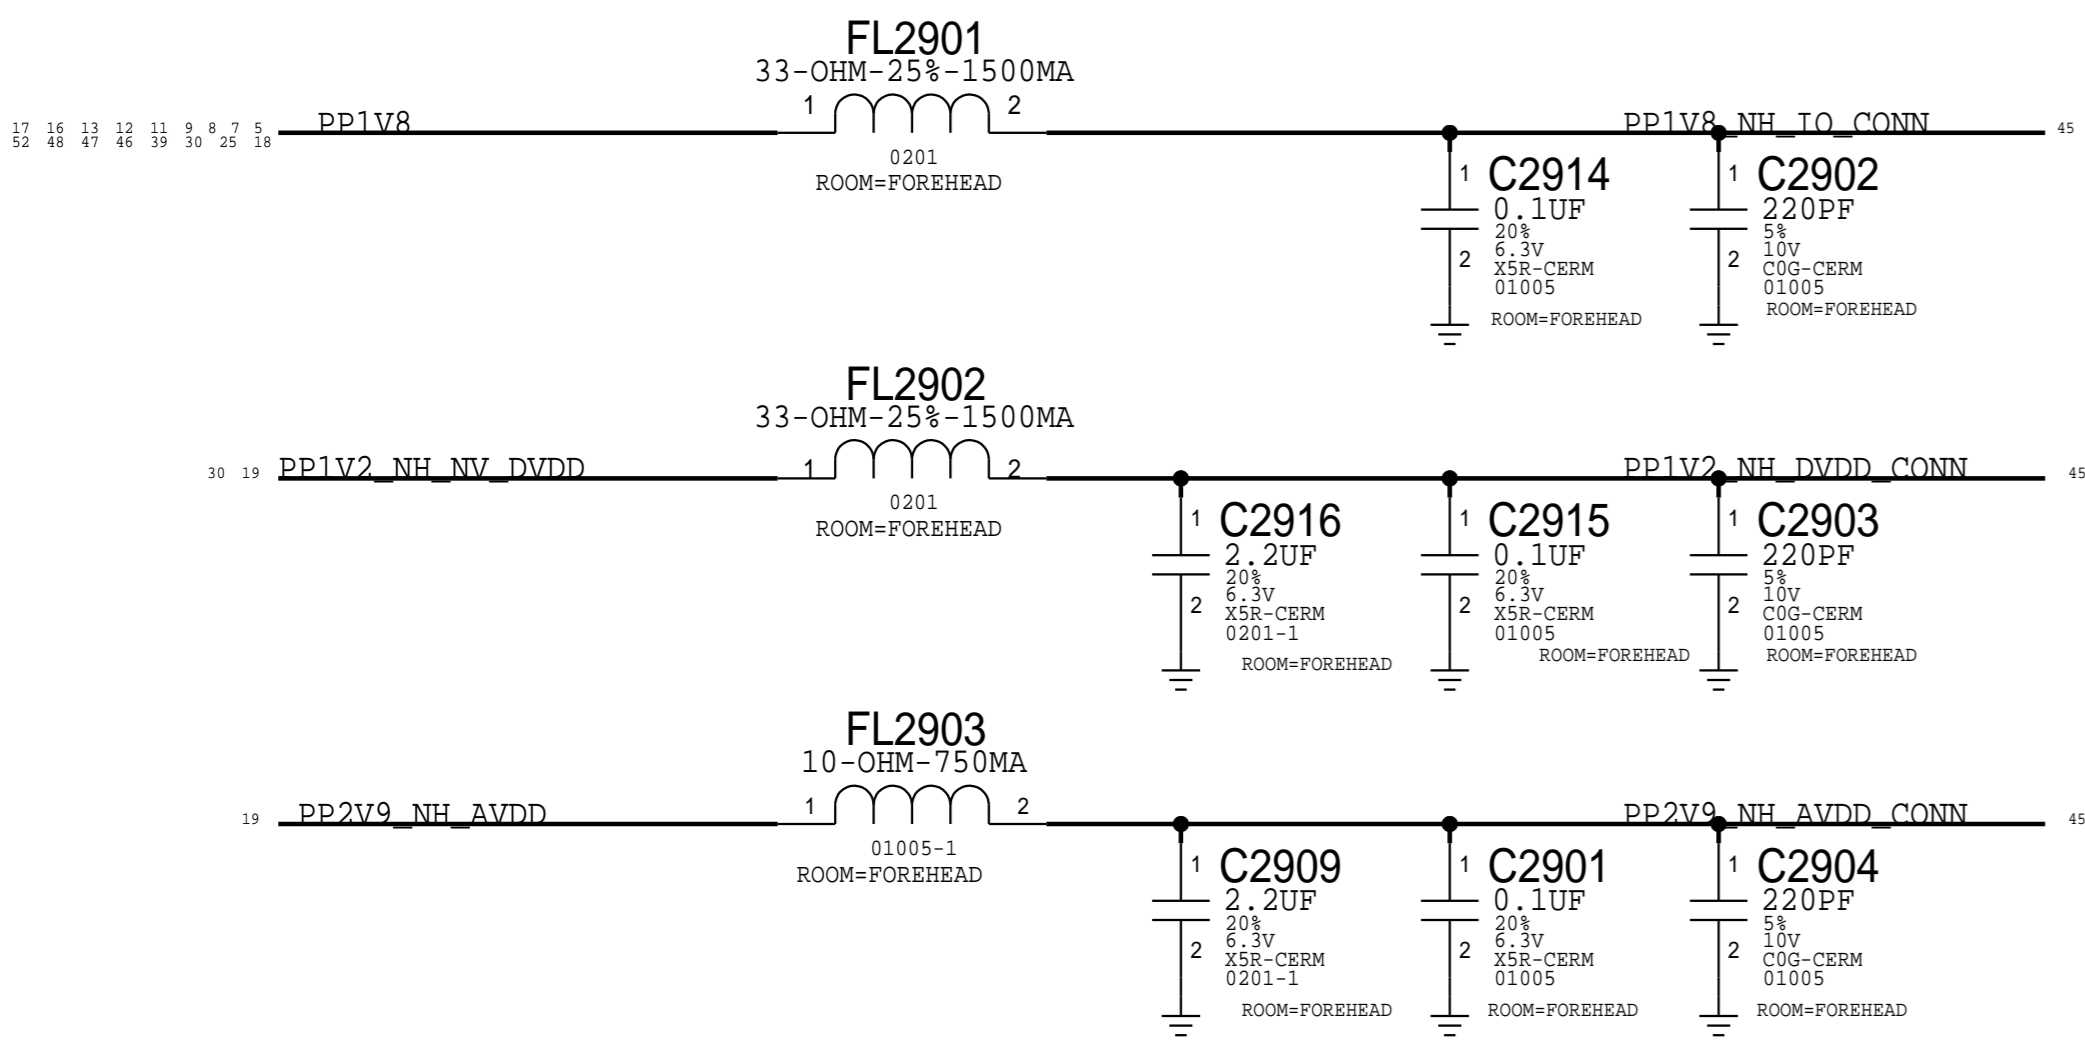 FL2901
33-OHM-25%-1500MA
1 2
17 16 13 12 11 9 8 7 5
52 48 47 46 39 30 25 18
PP1V8
PP1V8_NH_IO_CONN
45
0201
ROOM=FOREHEAD
1 C2914
0.1UF
20%
6.3V
2 X5R-CERM
01005
ROOM=FOREHEAD
1 C2902
220PF
5%
10V
2 C0G-CERM
01005
ROOM=FOREHEAD
FL2902
33-OHM-25%-1500MA
30 19 PP1V2_NH_NV_DVDD
1 2
PP1V2_NH_DVDD_CONN
45
0201
ROOM=FOREHEAD
1 C2916
2.2UF
20%
6.3V
2 X5R-CERM
0201-1
ROOM=FOREHEAD
1 C2915
0.1UF
20%
6.3V
2 X5R-CERM
01005
ROOM=FOREHEAD
1 C2903
220PF
5%
10V
2 C0G-CERM
01005
ROOM=FOREHEAD
FL2903
10-OHM-750MA
19 PP2V9_NH_AVDD
1 2
PP2V9_NH_AVDD_CONN
45
01005-1
ROOM=FOREHEAD
1 C2909
2.2UF
20%
6.3V
2 X5R-CERM
0201-1
ROOM=FOREHEAD
1 C2901
0.1UF
20%
6.3V
2 X5R-CERM
01005
ROOM=FOREHEAD
1 C2904
220PF
5%
10V
2 C0G-CERM
01005
ROOM=FOREHEAD